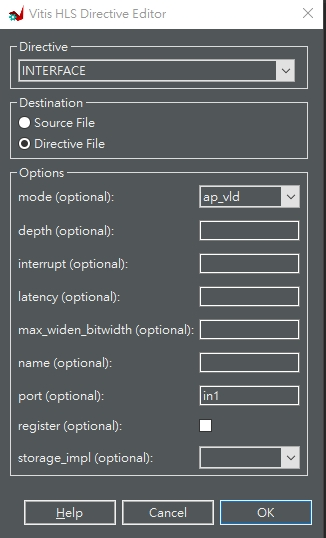 Vitis HLS Directive Editor
Directive
INTERFACE
Destination
Source File
Directive File
Options
mode (optional): ap_vld
depth (optional):
interrupt (optional):
latency (optional):
max_widen_bitwidth (optional):
name (optional):
port (optional): in1
register (optional):
storage_impl (optional):
Help Cancel OK